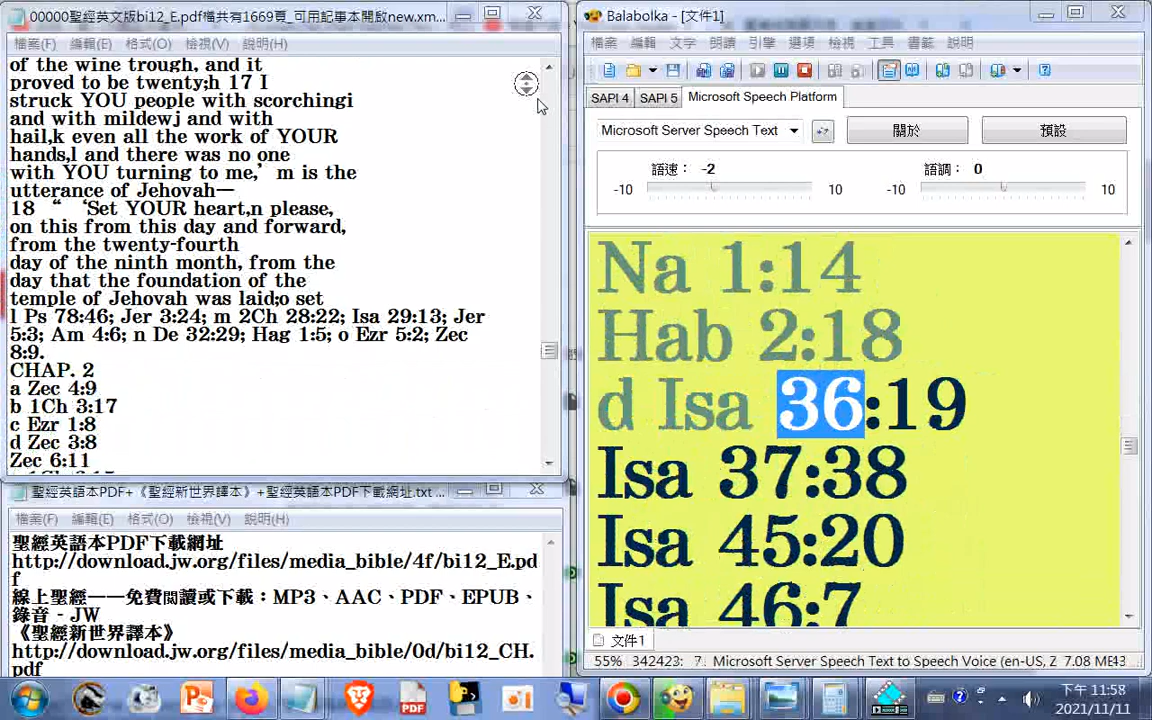 00000聖經英文版bi12_E.pdf檔共有1669頁_可用記事本開啟new.xm...
檔案(F) 編輯(E) 格式(O) 檢視(V) 說明(H)
of the wine trough, and it
proved to be twenty;h 17 I
struck YOU people with scorchingi
and with mildewj and with
hail,k even all the work of YOUR
hands,l and there was no one
with YOU turning to me,’ m is the
utterance of Jehovah—
18 “ ‘Set YOUR heart,n please,
on this from this day and forward,
from the twenty-fourth
day of the ninth month, from the
day that the foundation of the
temple of Jehovah was laid;o set
l Ps 78:46; Jer 3:24; m 2Ch 28:22; Isa 29:13; Jer
5:3; Am 4:6; n De 32:29; Hag 1:5; o Ezr 5:2; Zec
8:9.
CHAP. 2
a Zec 4:9
b 1Ch 3:17
c Ezr 1:8
d Zec 3:8
Zec 6:11
聖經英語本PDF+《聖經新世界譯本》+聖經英語本PDF下載網址.txt ...
檔案(F) 編輯(E) 格式(O) 檢視(V) 說明(H)
聖經英語本PDF下載網址
http://download.jw.org/files/media_bible/4f/bi12_E.pd
f
線上聖經——免費閱讀或下載：MP3、AAC、PDF、EPUB、
錄音 - JW
《聖經新世界譯本》
http://download.jw.org/files/media_bible/0d/bi12_CH.
pdf
Balabolka - [文件1]
檔案 編輯 文字 朗讀 引擎 選項 檢視 工具 書籤 說明
SAPI 4 SAPI 5 Microsoft Speech Platform
Microsoft Server Speech Text 關於 預設
語速： -2 語調： 0
-10 10 -10 10
Na 1:14
Hab 2:18
d Isa 36:19
Isa 37:38
Isa 45:20
Isa 46:7
文件1
55% 342423: 7. Microsoft Server Speech Text to Speech Voice (en-US, Z 7.08 ME43
PDF
下午 11:58
2021/11/11